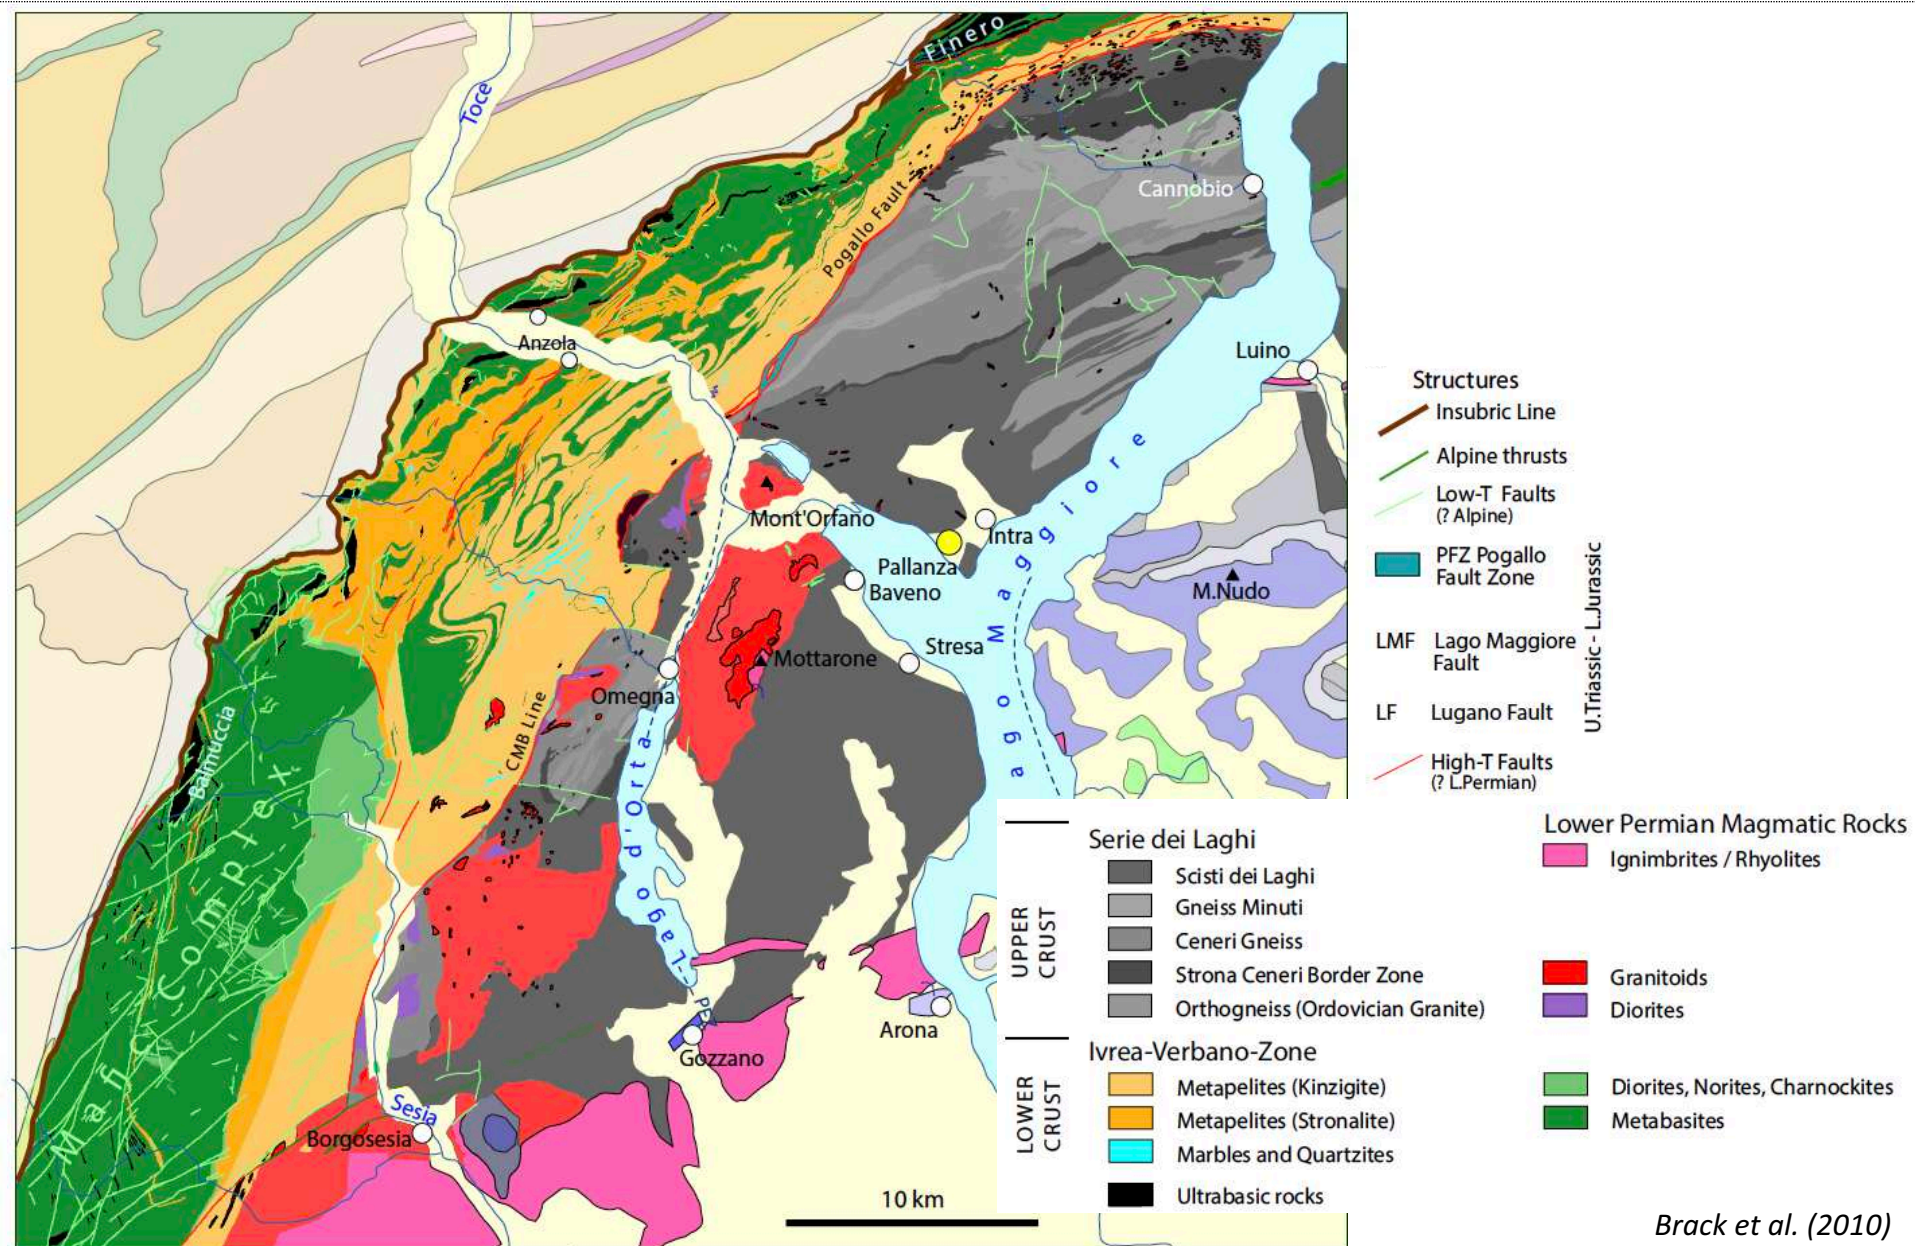 Finero
Toce
Cannobio
Pogallo Fault
Anzola
Luino
Mont'Orfano
Intra
Pallanza
Baveno
M.Nudo
Stresa
Mottarone
Omegna
CMB Line
Balmuccia
Lago Maggiore
Lago d'Orta
Mafic Complex
Arona
Gozzano
Sesia
Borgosesia
10 km
Structures
Insubric Line
Alpine thrusts
Low-T Faults
(? Alpine)
PFZ Pogallo
Fault Zone
LMF Lago Maggiore
Fault
LF Lugano Fault
U.Triassic - L.Jurassic
High-T Faults
(? L.Permian)
UPPER
CRUST
Serie dei Laghi
Scisti dei Laghi
Gneiss Minuti
Ceneri Gneiss
Strona Ceneri Border Zone
Orthogneiss (Ordovician Granite)
LOWER
CRUST
Ivrea-Verbano-Zone
Metapelites (Kinzigite)
Metapelites (Stronalite)
Marbles and Quartzites
Ultrabasic rocks
Lower Permian Magmatic Rocks
Ignimbrites / Rhyolites
Granitoids
Diorites
Diorites, Norites, Charnockites
Metabasites
Brack et al. (2010)